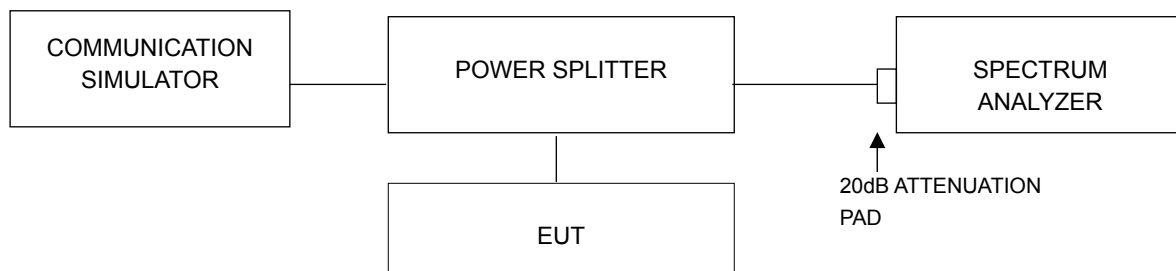 COMMUNICATION
SIMULATOR
POWER SPLITTER
SPECTRUM
ANALYZER
20dB ATTENUATION
PAD
EUT